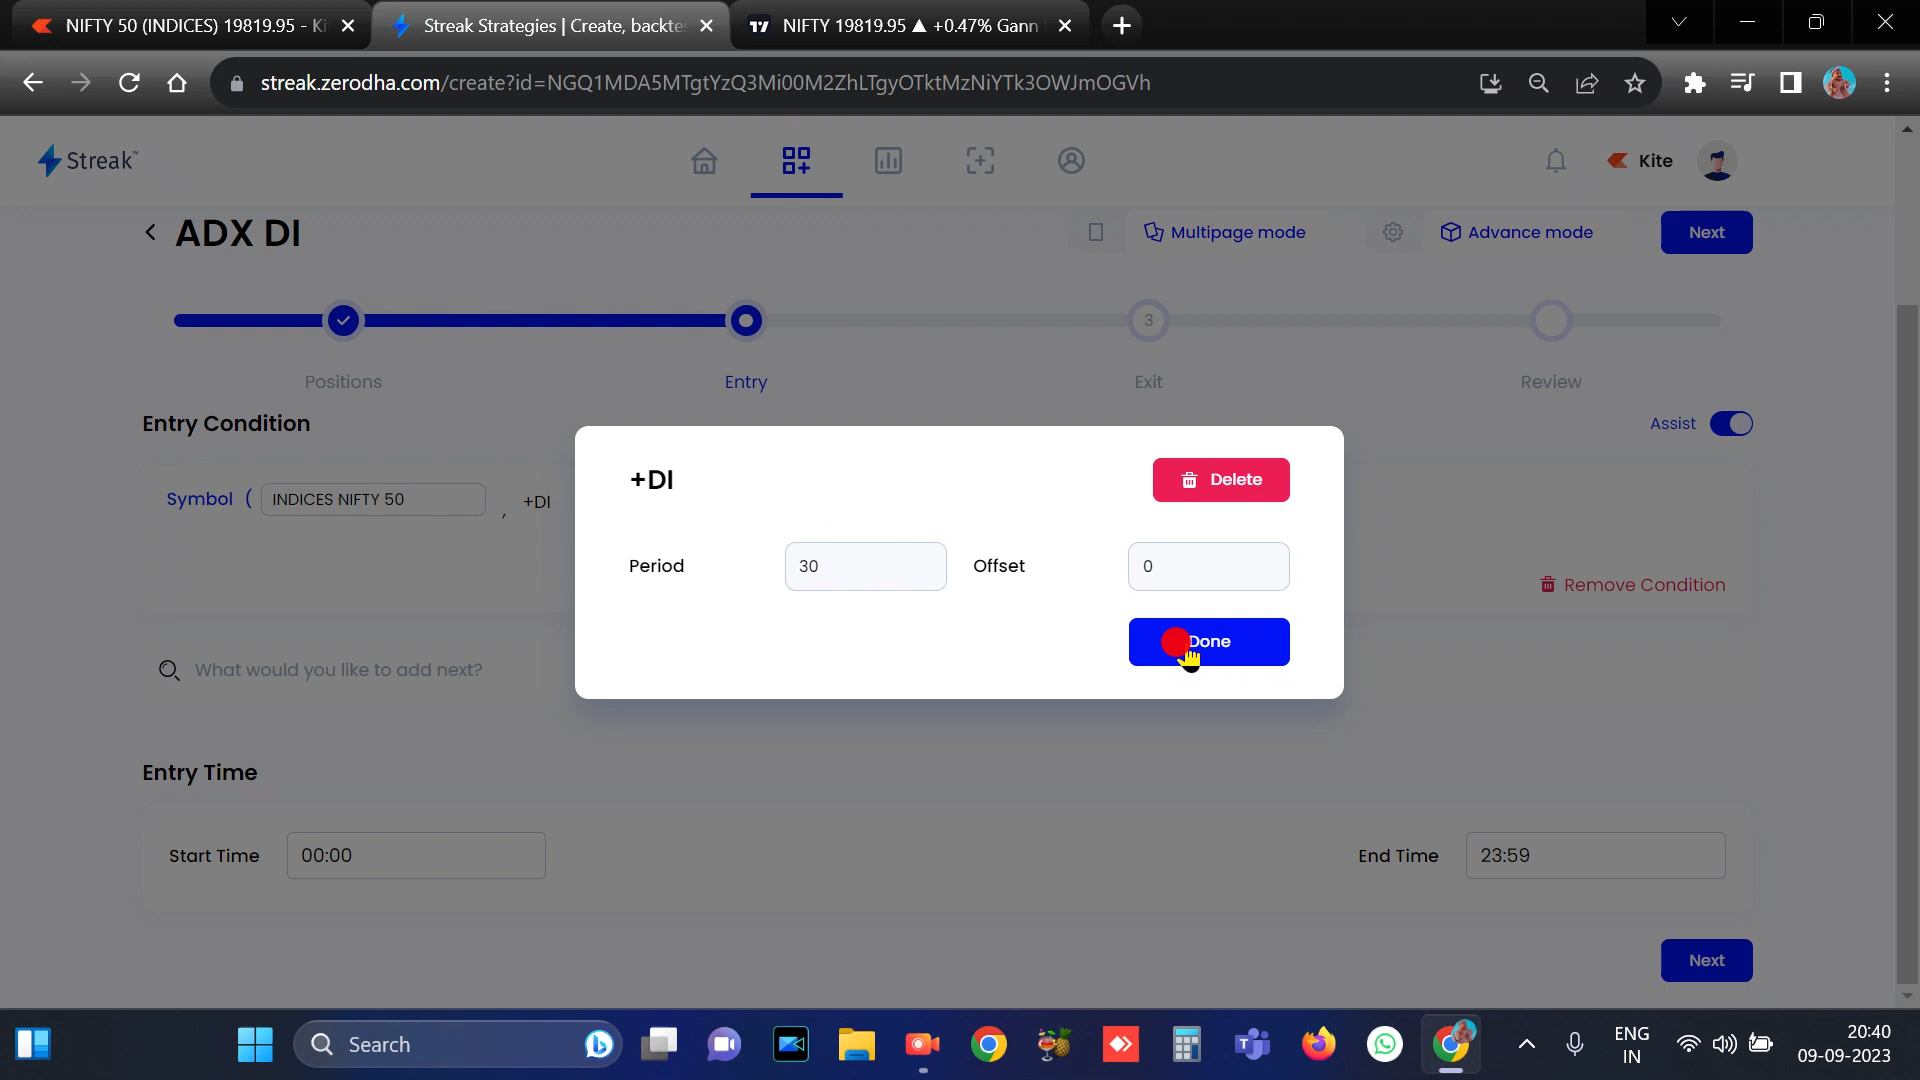 NIFTY 50 (INDICES) 19819.95 - Ki
Streak Strategies | Create, backtes
NIFTY 19819.95 ▲ +0.47% Gann
streak.zerodha.com/create?id=NGQ1MDA5MTgtYzQ3Mi00M2ZhLTgyOTktMzNiYTk3OWJmOGVh
Streak™
Kite
ADX DI
Multipage mode
Advance mode
Next
3
Positions
Entry
Exit
Review
Entry Condition
Assist
+DI
Delete
Symbol ( INDICES NIFTY 50 , +DI
Period 30 Offset 0
Remove Condition
Done
What would you like to add next?
Entry Time
Start Time 00:00
End Time 23:59
Next
Search
ENG
IN
20:40
09-09-2023